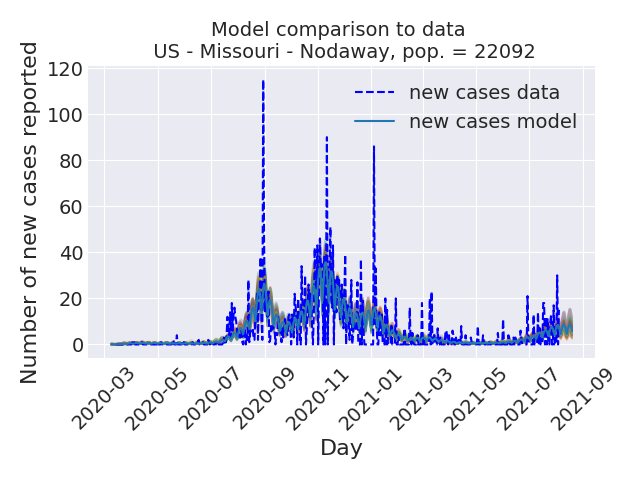 Model comparison to data
US - Missouri - Nodaway, pop. = 22092
Number of new cases reported
120
100
80
60
40
20
0
new cases data
new cases model
2020-03
2020-05
2020-07
2020-09
2020-11
2021-01
2021-03
2021-05
2021-07
2021-09
Day